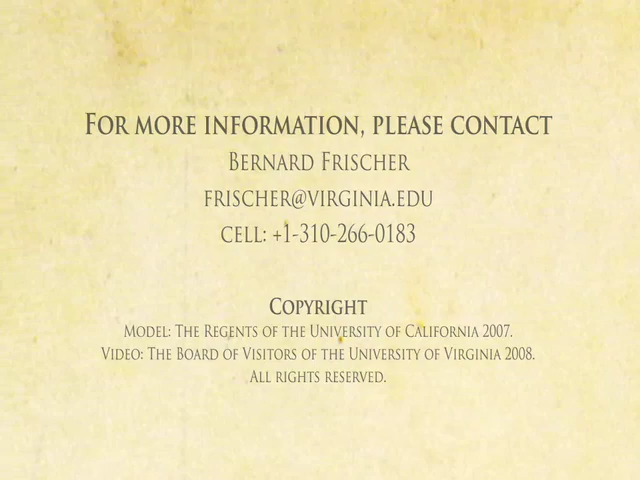 For more information, please contact
Bernard Frischer
frischer@virginia.edu
cell: +1-310-266-0183
Copyright
Model: The Regents of the University of California 2007.
Video: The Board of Visitors of the University of Virginia 2008.
All rights reserved.